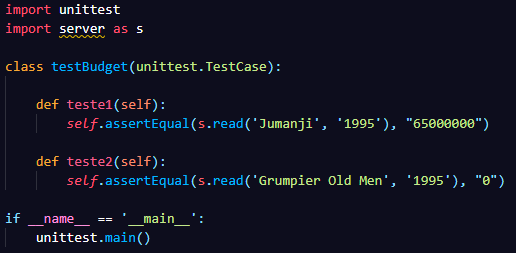 import unittest
import server as s
class testBudget(unittest.TestCase):
def teste1(self):
self.assertEqual(s.read('Jumanji', '1995'), "65000000")
def teste2(self):
self.assertEqual(s.read('Grumpier Old Men', '1995'), "0")
if __name__ == '__main__':
unittest.main()